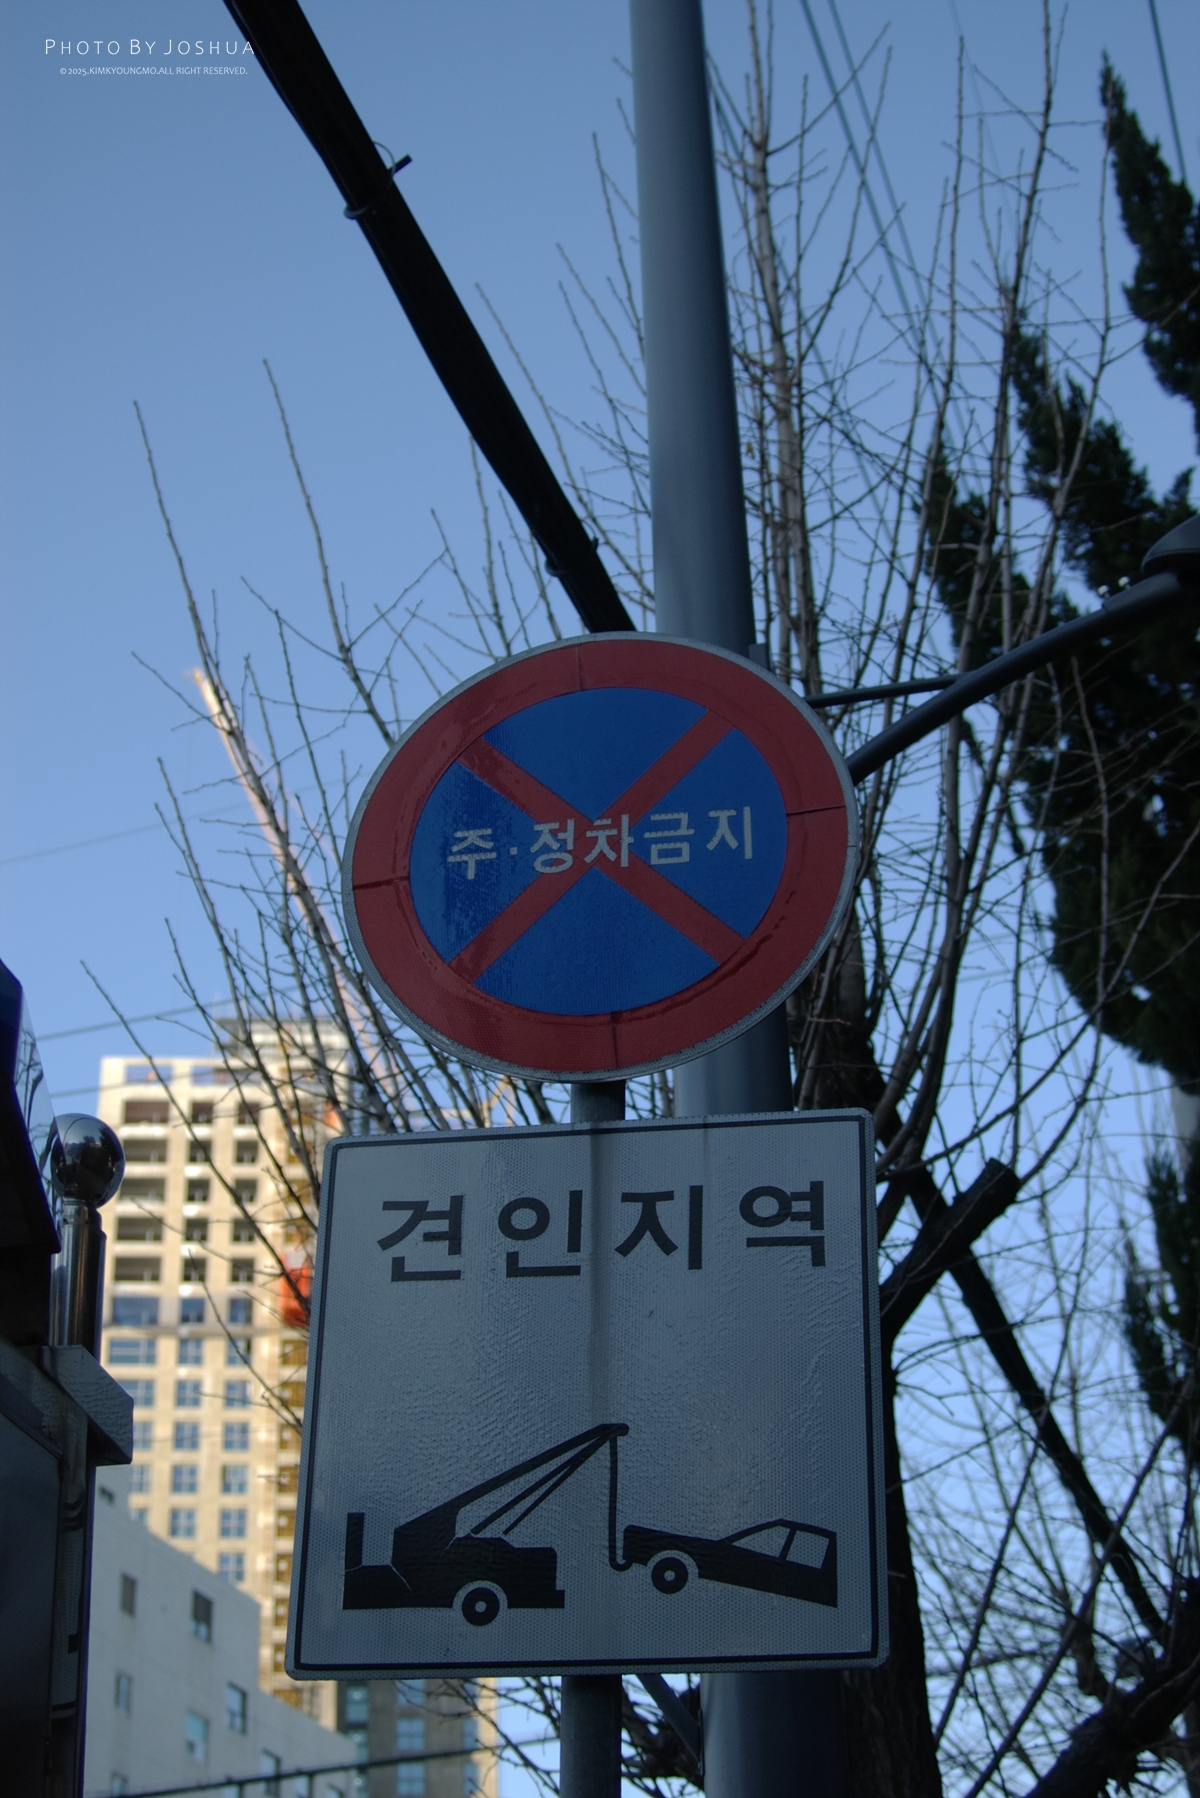 PHOTO BY JOSHUA
©2025.KIMKYOUNGMO.ALL RIGHT RESERVED.
주·정차금지
견인지역